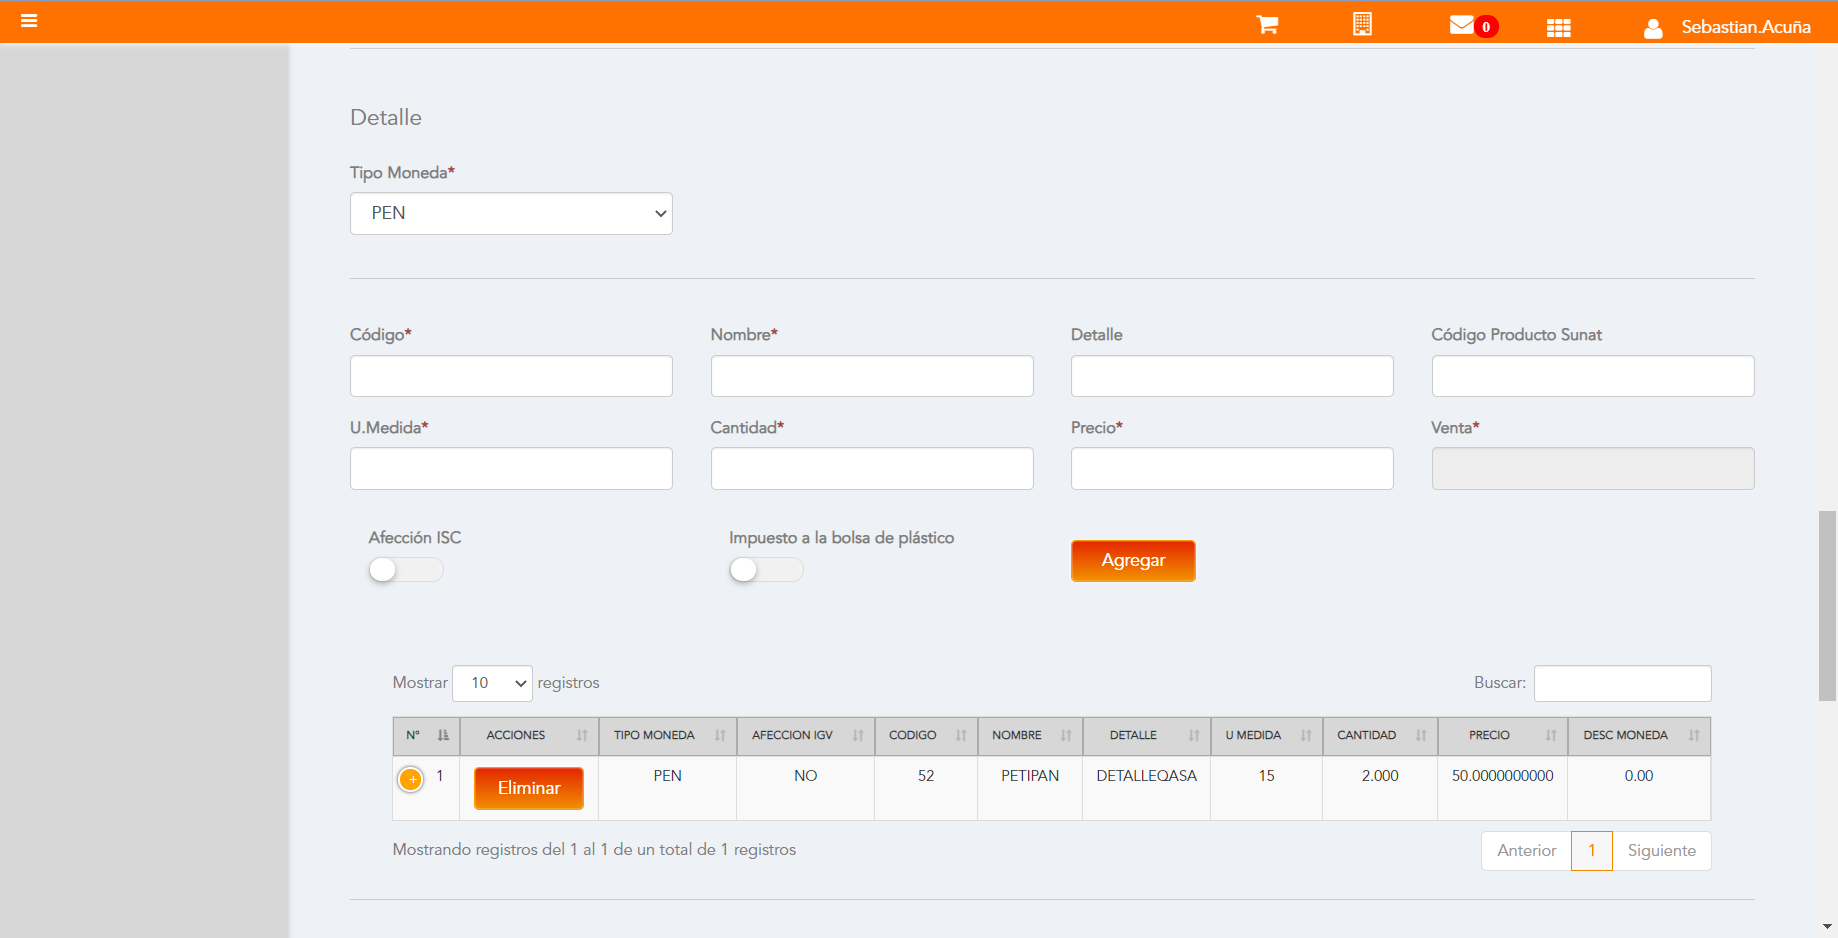 0
Sebastian.Acuña
Detalle
Tipo Moneda*
PEN
Código* Nombre* Detalle Código Producto Sunat
U.Medida* Cantidad* Precio* Venta*
Afección ISC Impuesto a la bolsa de plástico
Agregar
Mostrar 10 registros Buscar:
N° ACCIONES TIPO MONEDA AFECCION IGV CODIGO NOMBRE DETALLE U MEDIDA CANTIDAD PRECIO DESC MONEDA
1 Eliminar PEN NO 52 PETIPAN DETALLEQASA 15 2.000 50.0000000000 0.00
Mostrando registros del 1 al 1 de un total de 1 registros
Anterior 1 Siguiente